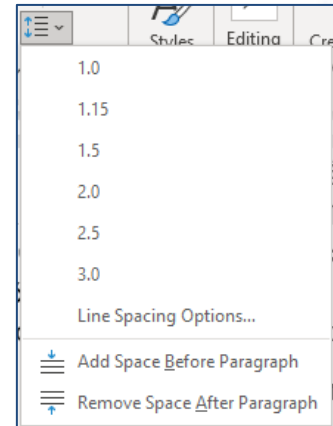 Styles
Editing
Cre
1.0
1.15
1.5
2.0
2.5
3.0
Line Spacing Options...
Add Space Before Paragraph
Remove Space After Paragraph